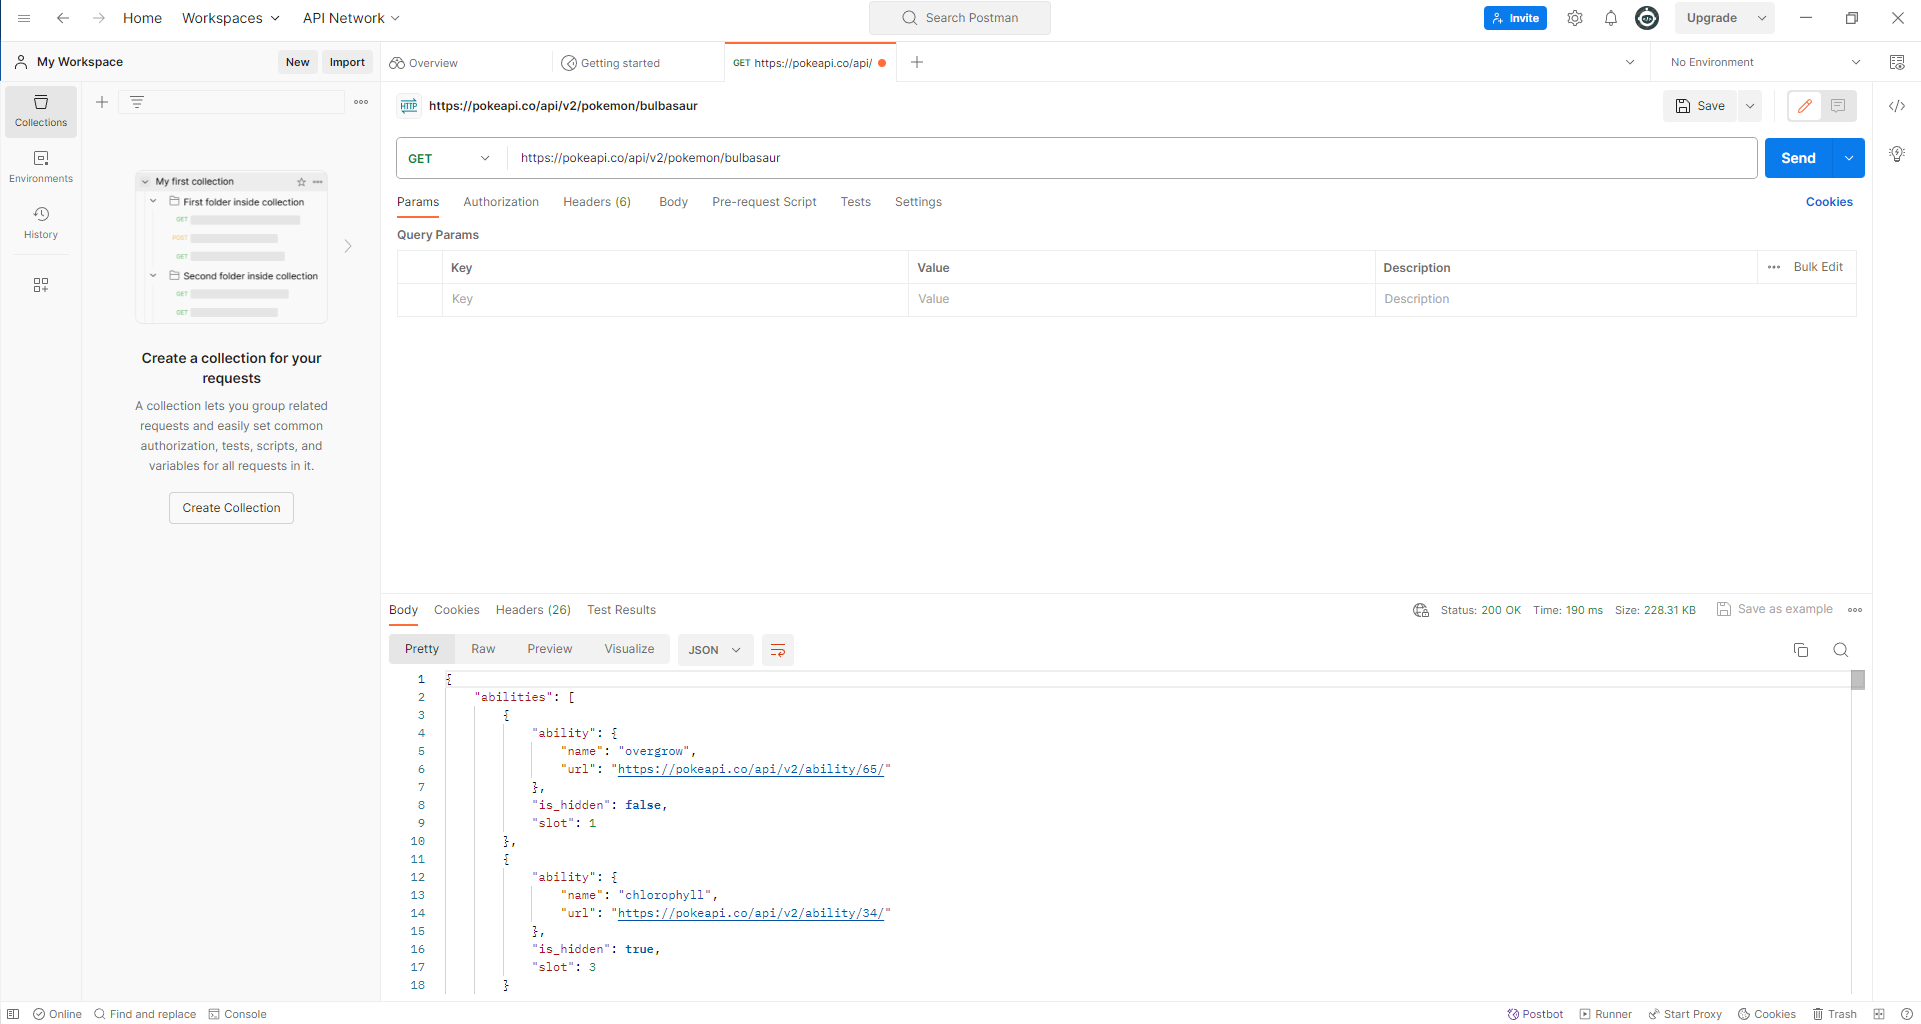 Home Workspaces API Network Search Postman Invite Upgrade
My Workspace New Import Overview Getting started GET https://pokeapi.co/api/ No Environment
Collections
Environments
History
My first collection
First folder inside collection
GET
POST
GET
Second folder inside collection
GET
GET
Create a collection for your
requests
A collection lets you group related
requests and easily set common
authorization, tests, scripts, and
variables for all requests in it.
Create Collection
HTTP https://pokeapi.co/api/v2/pokemon/bulbasaur Save
GET https://pokeapi.co/api/v2/pokemon/bulbasaur Send
Params Authorization Headers (6) Body Pre-request Script Tests Settings Cookies
Query Params
Key Value Description Bulk Edit
Key Value Description
Body Cookies Headers (26) Test Results Status: 200 OK Time: 190 ms Size: 228.31 KB Save as example
Pretty Raw Preview Visualize JSON
1 {
2 "abilities": [
3 {
4 "ability": {
5 "name": "overgrow",
6 "url": "https://pokeapi.co/api/v2/ability/65/"
7 },
8 "is_hidden": false,
9 "slot": 1
10 },
11 {
12 "ability": {
13 "name": "chlorophyll",
14 "url": "https://pokeapi.co/api/v2/ability/34/"
15 },
16 "is_hidden": true,
17 "slot": 3
18 }
Online Find and replace Console Postbot Runner Start Proxy Cookies Trash